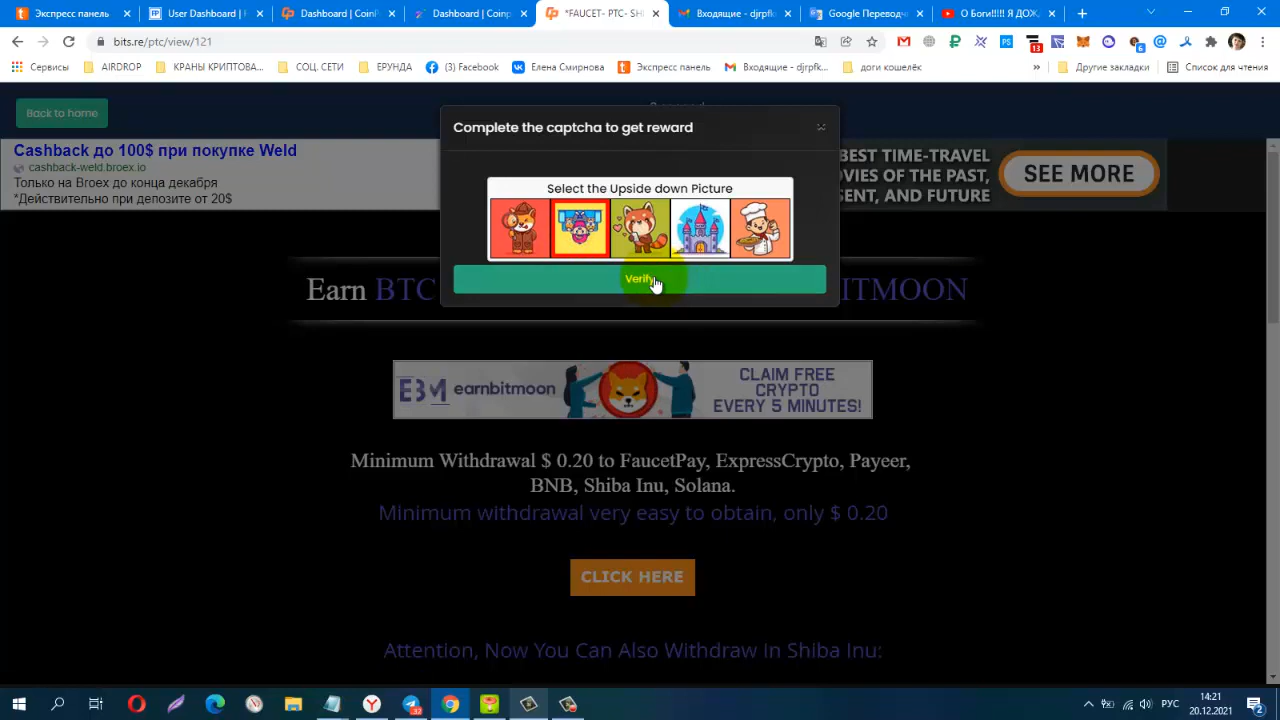 Экспресс панель
User Dashboard | 
Dashboard | CoinP
Dashboard | Coinp
*FAUCET- PTC- S
Входящие - djrpfk
Google Переводч
О Боги!!!!! Я ДОЖ
bits.re/ptc/view/121
13
6
Сервисы
AIRDROP
КРАНЫ КРИПТОВА...
СОЦ. СЕТИ
ЕРУНДА
(3) Facebook
Елена Смирнова
Экспресс панель
Входящие - djrpfk...
доги кошелёк
»
Другие закладки
Список для чтения
Back to home
Complete the captcha to get reward
Cashback до 100$ при покупке Weld
cashback-weld.broex.io
Только на Broex до конца декабря
*Действительно при депозите от 20$
BEST TIME-TRAVEL
OVIES OF THE PAST,
SENT, AND FUTURE
SEE MORE
Select the Upside down Picture
Verify
Earn BTC
ITMOON
EBM earnbitmoon
CLAIM FREE
CRYPTO
EVERY 5 MINUTES!
Minimum Withdrawal $ 0.20 to FaucetPay, ExpressCrypto, Payeer,
BNB, Shiba Inu, Solana.
Minimum withdrawal very easy to obtain, only $ 0.20
CLICK HERE
Attention, Now You Can Also Withdraw in Shiba Inu:
РУС
14:21
20.12.2021
2